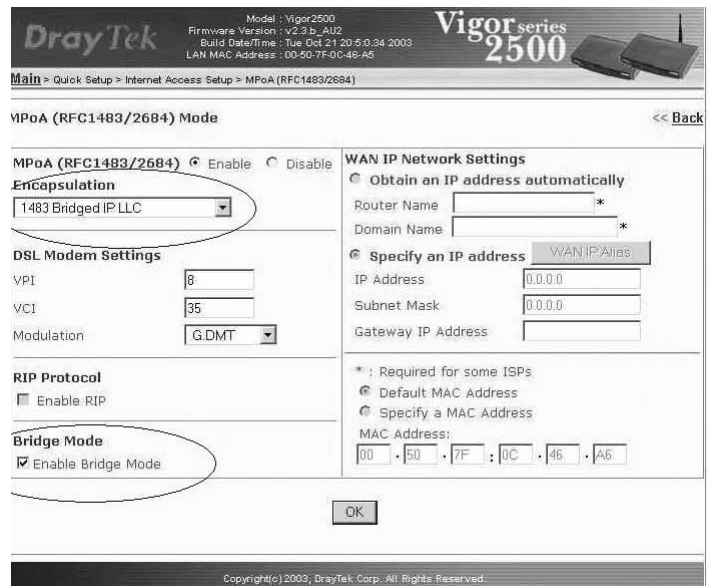 DrayTek
Model : Vigor2500
Firmware Version : v2.3.b_AU2
Build Date/Time : Tue Oct 21 20:5:0.34 2003
LAN MAC Address : 00-50-7F-0C-46-A5
Vigor series
2500
Main > Quick Setup > Internet Access Setup > MPoA (RFC1483/2684)
MPoA (RFC1483/2684) Mode
<< Back
MPoA (RFC1483/2684) Enable Disable
Encapsulation
1483 Bridged IP LLC
DSL Modem Settings
VPI 8
VCI 35
Modulation G.DMT
RIP Protocol
Enable RIP
Bridge Mode
Enable Bridge Mode
WAN IP Network Settings
Obtain an IP address automatically
Router Name *
Domain Name *
Specify an IP address WAN IP Alias
IP Address 0.0.0.0
Subnet Mask 0.0.0.0
Gateway IP Address
* : Required for some ISPs
Default MAC Address
Specify a MAC Address
MAC Address:
00 . 50 . 7F : 0C . 46 . A6
OK
Copyright(c) 2003, DrayTek Corp. All Rights Reserved.